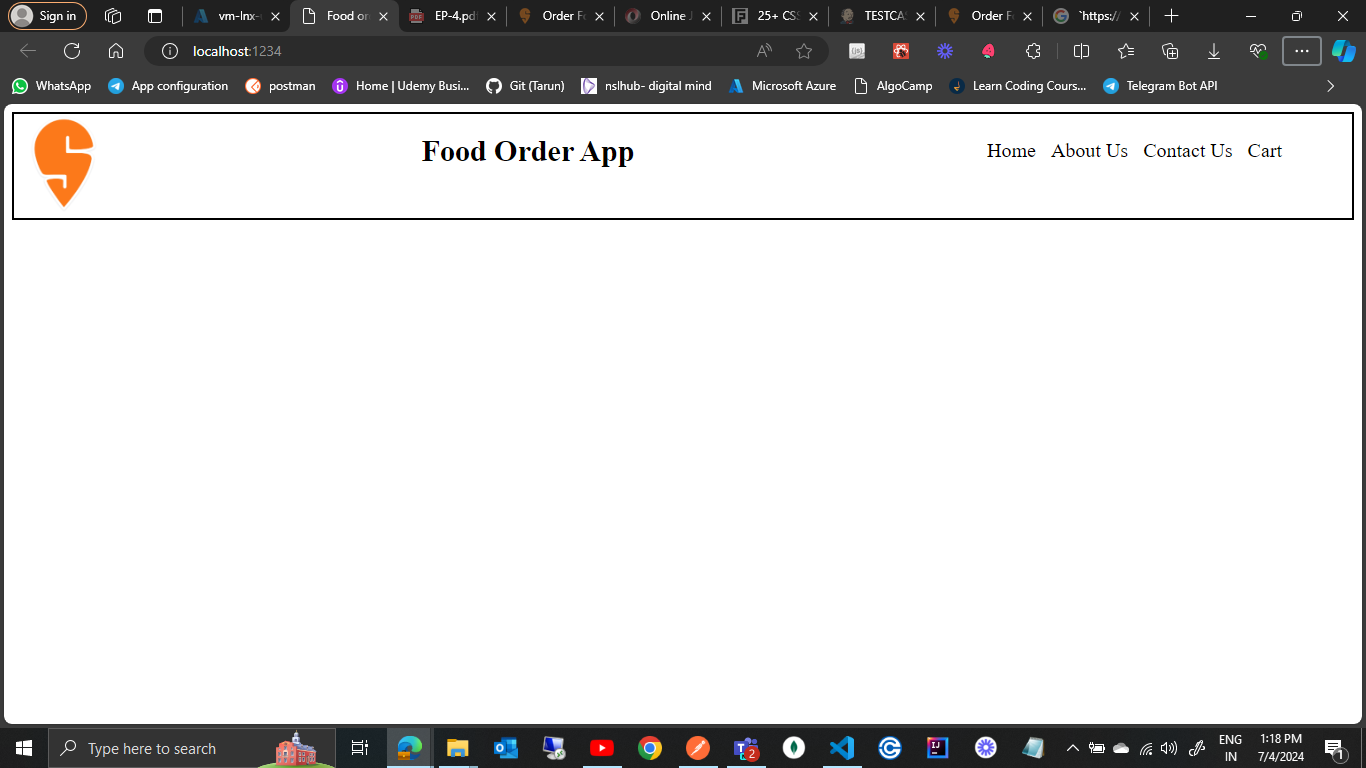 Sign in
vm-lnx-
Food or
EP-4.pd
Order F
Online J
25+ CSS
TESTCA
Order F
`https://
localhost:1234
WhatsApp
App configuration
postman
Home | Udemy Busi...
Git (Tarun)
nslhub- digital mind
Microsoft Azure
AlgoCamp
Learn Coding Cours...
Telegram Bot API
Food Order App
Home About Us Contact Us Cart
Type here to search
2
ENG
IN
1:18 PM
7/4/2024
1